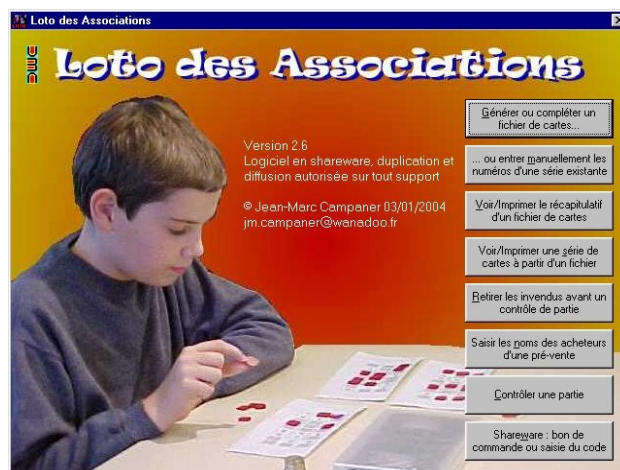 Loto des Associations
Loto des Associations
Version 2.6
Logiciel en shareware, duplication et
diffusion autorisée sur tout support
© Jean-Marc Campaner 03/01/2004
jm.campaner@wanadoo.fr
Générer ou compléter un
fichier de cartes...
... ou entrer manuellement les
numéros d'une série existante
Voir/Imprimer le récapitulatif
d'un fichier de cartes
Voir/Imprimer une série de
cartes à partir d'un fichier
Retirer les invendus avant un
contrôle de partie
Saisir les noms des acheteurs
d'une pré-vente
Contrôler une partie
Shareware : bon de
commande ou saisie du code